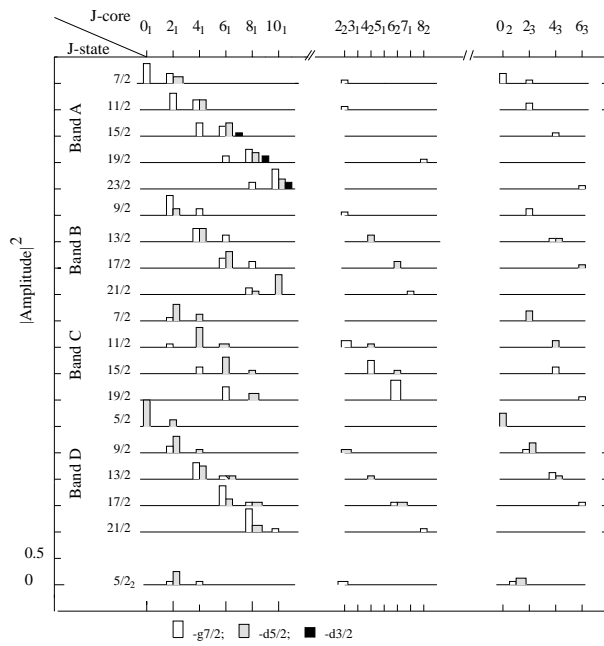 J-core
0₁ 2₁ 4₁ 6₁ 8₁ 10₁ 2₂3₁4₂5₁6₂7₁ 8₂ 0₂ 2₃ 4₃ 6₃
J-state
7/2
11/2
15/2
19/2
23/2
9/2
13/2
17/2
21/2
7/2
11/2
15/2
19/2
5/2
9/2
13/2
17/2
21/2
5/2₂
Band A
Band B
Band C
Band D
|Amplitude|²
0.5
0
-g7/2; -d5/2; -d3/2